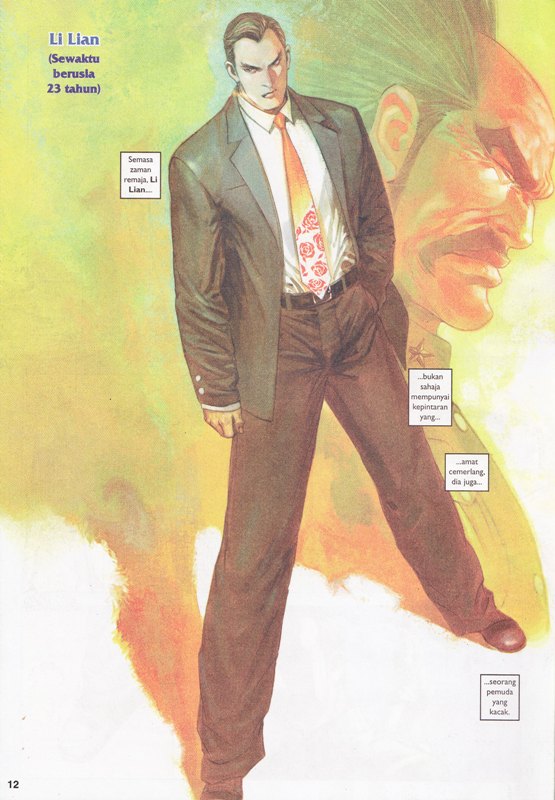 Li Lian
(Sewaktu
berusia
23 tahun)
Semasa
zaman
remaja, Li
Lian....
...bukan
sahaja
mempunyai
kepintaran
yang...
...amat
cemerlang,
dia juga...
...seorang
pemuda
yang
kacak.
12